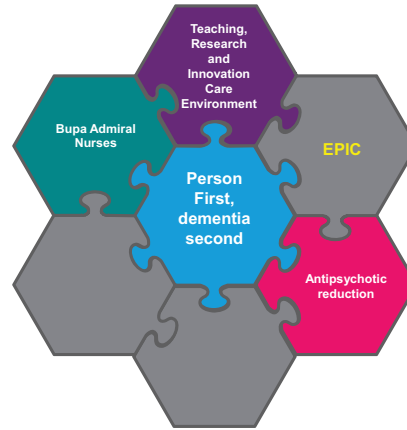 Teaching,
Research
and
Innovation
Care
Environment
Bupa Admiral
Nurses
EPIC
Person
First,
dementia
second
Antipsychotic
reduction